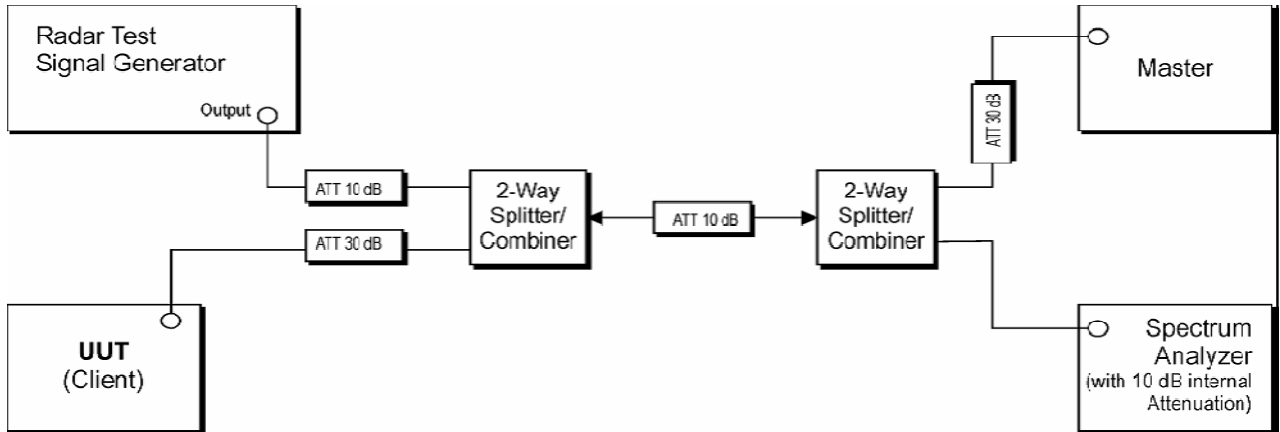 Radar Test
Signal Generator
Output
ATT 10 dB
2-Way
Splitter/
Combiner
ATT 30 dB
UUT
(Client)
ATT 10 dB
2-Way
Splitter/
Combiner
ATT 30 dB
Master
Spectrum
Analyzer
(with 10 dB internal
Attenuation)